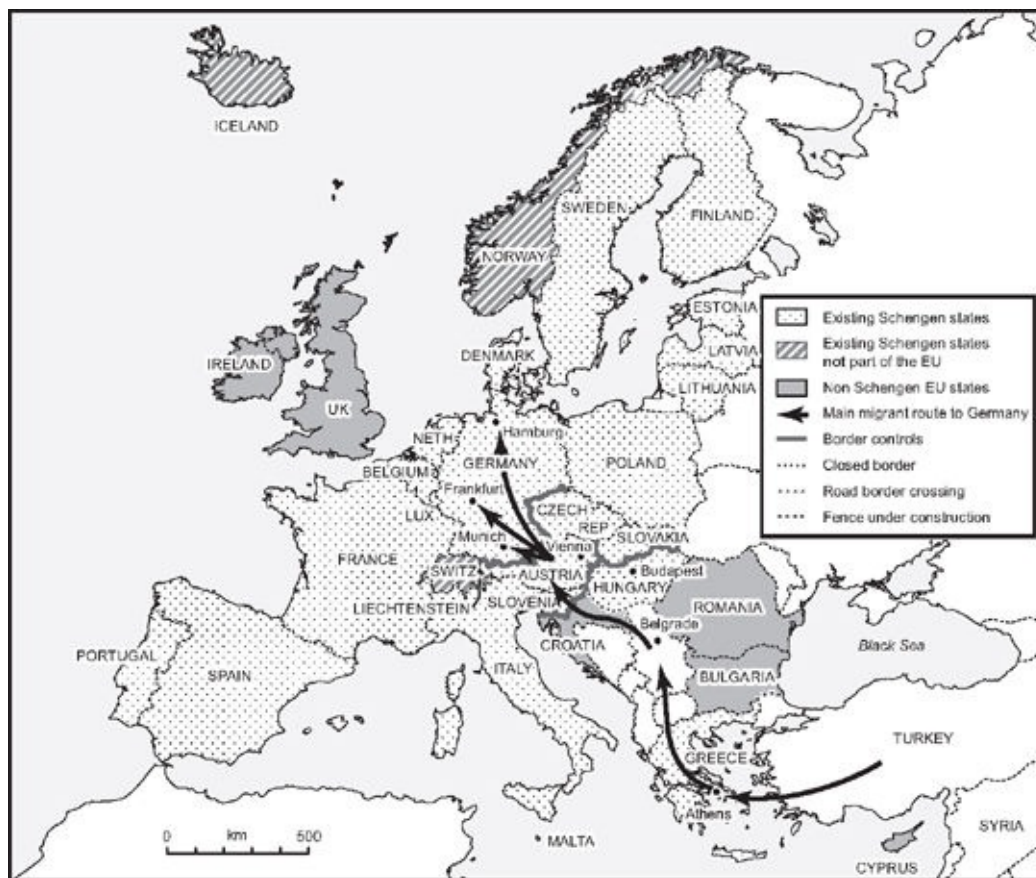 ICELAND
SWEDEN
FINLAND
NORWAY
ESTONIA
LATVIA
LITHUANIA
DENMARK
IRELAND
UK
Hamburg
NETH
GERMANY
POLAND
BELGIUM
Frankfurt
LUX
CZECH
REP
SLOVAKIA
Munich
Vienna
FRANCE
SWITZ
AUSTRIA
Budapest
HUNGARY
LIECHTENSTEIN
SLOVENIA
ROMANIA
Belgrade
CROATIA
Black Sea
PORTUGAL
SPAIN
ITALY
BULGARIA
TURKEY
GREECE
Athens
SYRIA
MALTA
CYPRUS
0 km 500
Existing Schengen states
Existing Schengen states
not part of the EU
Non Schengen EU states
Main migrant route to Germany
Border controls
Closed border
Road border crossing
Fence under construction